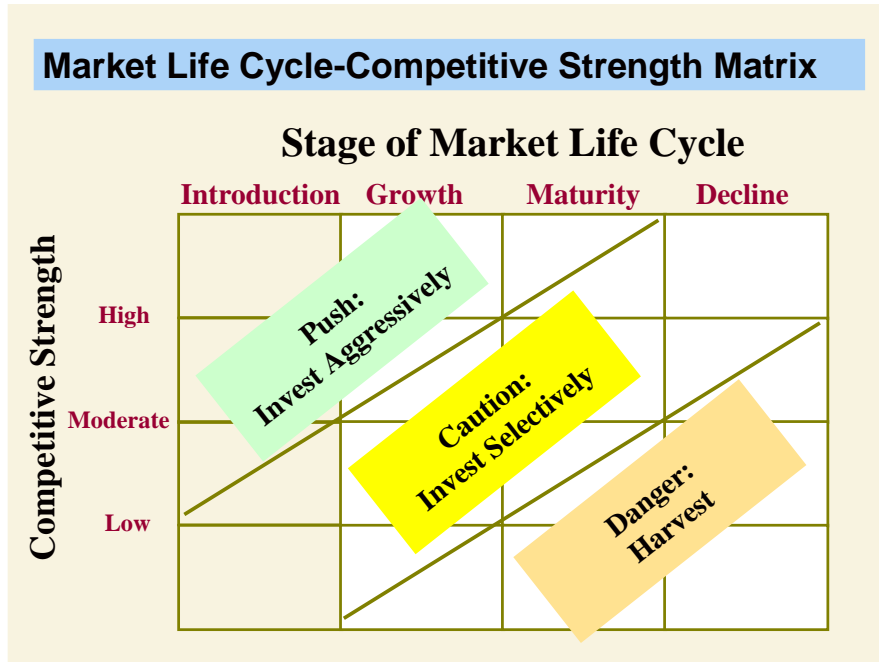 Market Life Cycle-Competitive Strength Matrix
Stage of Market Life Cycle
Introduction Growth Maturity Decline
Competitive Strength
High
Moderate
Low
Push:
Invest Aggressively
Caution:
Invest Selectively
Danger:
Harvest